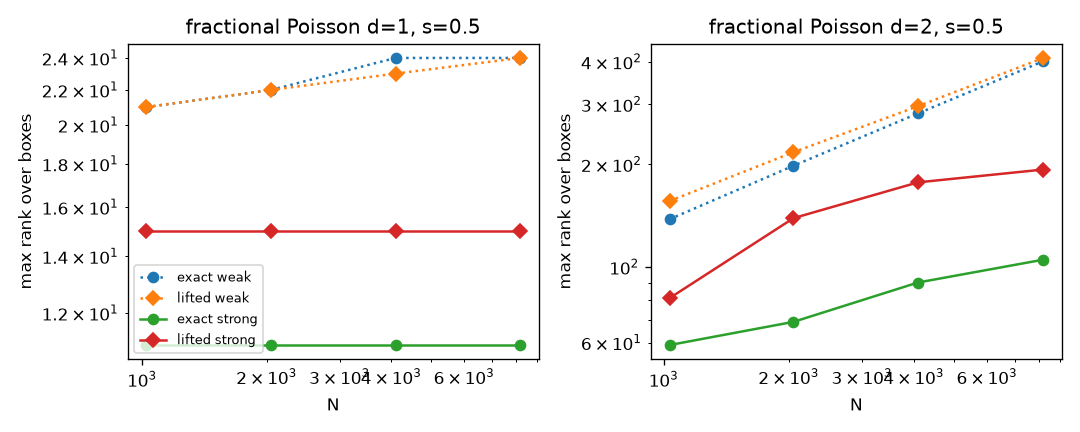 fractional Poisson d=1, s=0.5
max rank over boxes
2.4 × 10¹
2.2 × 10¹
2 × 10¹
1.8 × 10¹
1.6 × 10¹
1.4 × 10¹
1.2 × 10¹
exact weak
lifted weak
exact strong
lifted strong
10³
2 × 10³
3 × 10³
4 × 10³
6 × 10³
N
fractional Poisson d=2, s=0.5
max rank over boxes
4 × 10²
3 × 10²
2 × 10²
10²
6 × 10¹
10³
2 × 10³
3 × 10³
4 × 10³
6 × 10³
N